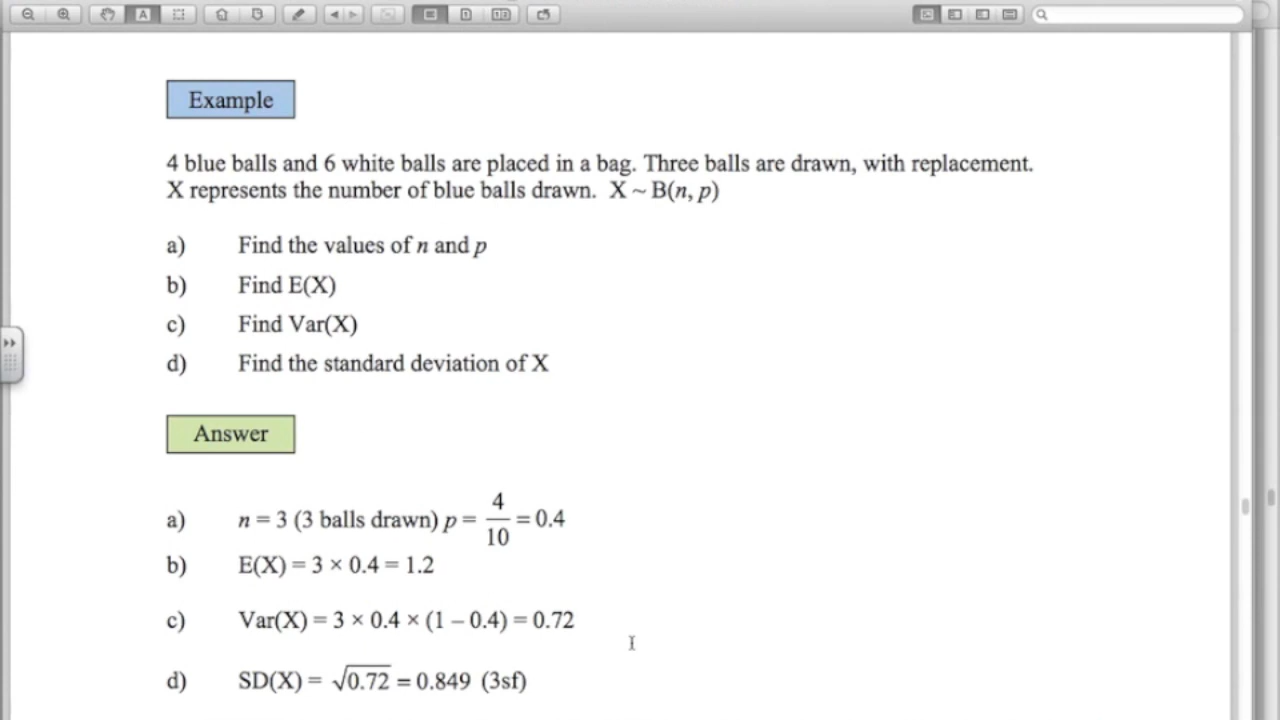 Example
4 blue balls and 6 white balls are placed in a bag. Three balls are drawn, with replacement.
X represents the number of blue balls drawn. X ~ B(n, p)
a) Find the values of n and p
b) Find E(X)
c) Find Var(X)
d) Find the standard deviation of X
Answer
a) n = 3 (3 balls drawn) p = 4/10 = 0.4
b) E(X) = 3 × 0.4 = 1.2
c) Var(X) = 3 × 0.4 × (1 – 0.4) = 0.72
d) SD(X) = √0.72 = 0.849 (3sf)